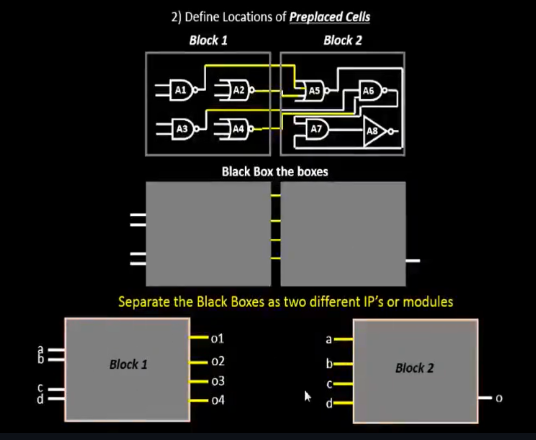 2) Define Locations of Preplaced Cells
Block 1 Block 2
A1 A2 A5 A6
A3 A4 A7 A8
Black Box the boxes
Separate the Black Boxes as two different IP's or modules
a
b
c
d
Block 1
o1
o2
o3
o4
a
b
c
d
Block 2
o